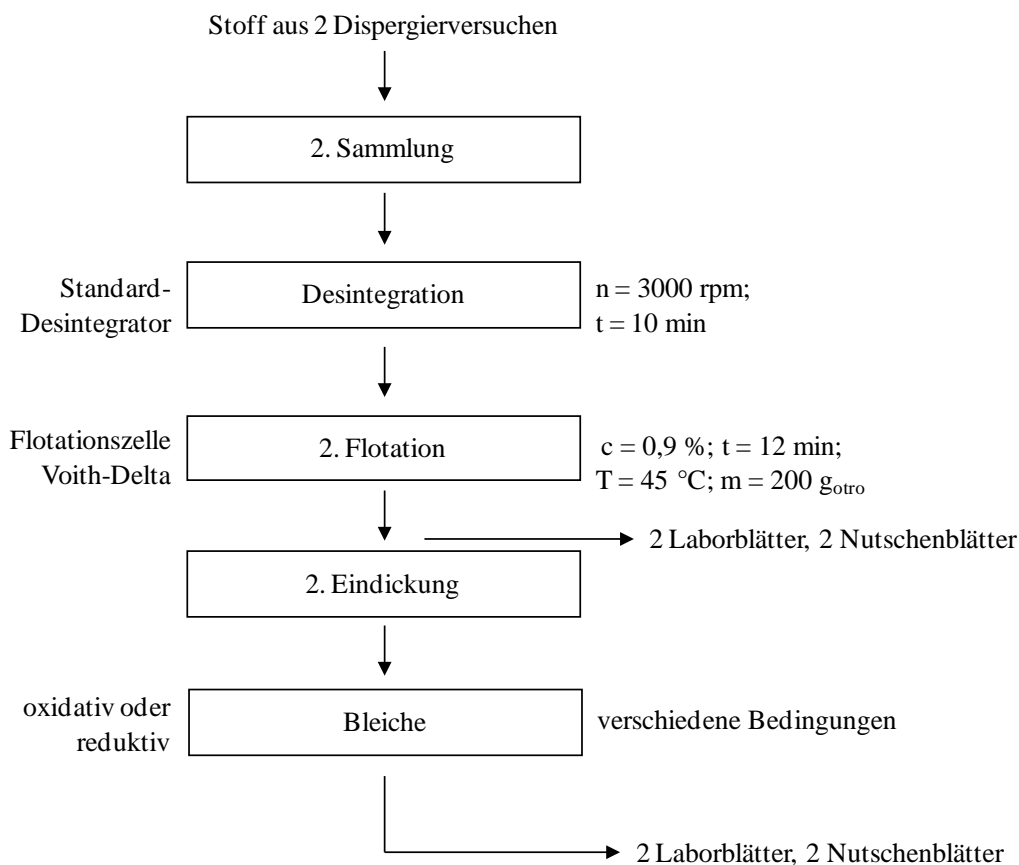 Stoff aus 2 Dispergierversuchen
2. Sammlung
Standard-
Desintegrator
Desintegration
n = 3000 rpm;
t = 10 min
Flotationszelle
Voith-Delta
2. Flotation
c = 0,9 %; t = 12 min;
T = 45 °C; m = 200 g_otro
2 Laborblätter, 2 Nutschenblätter
2. Eindickung
oxidativ oder
reduktiv
Bleiche
verschiedene Bedingungen
2 Laborblätter, 2 Nutschenblätter